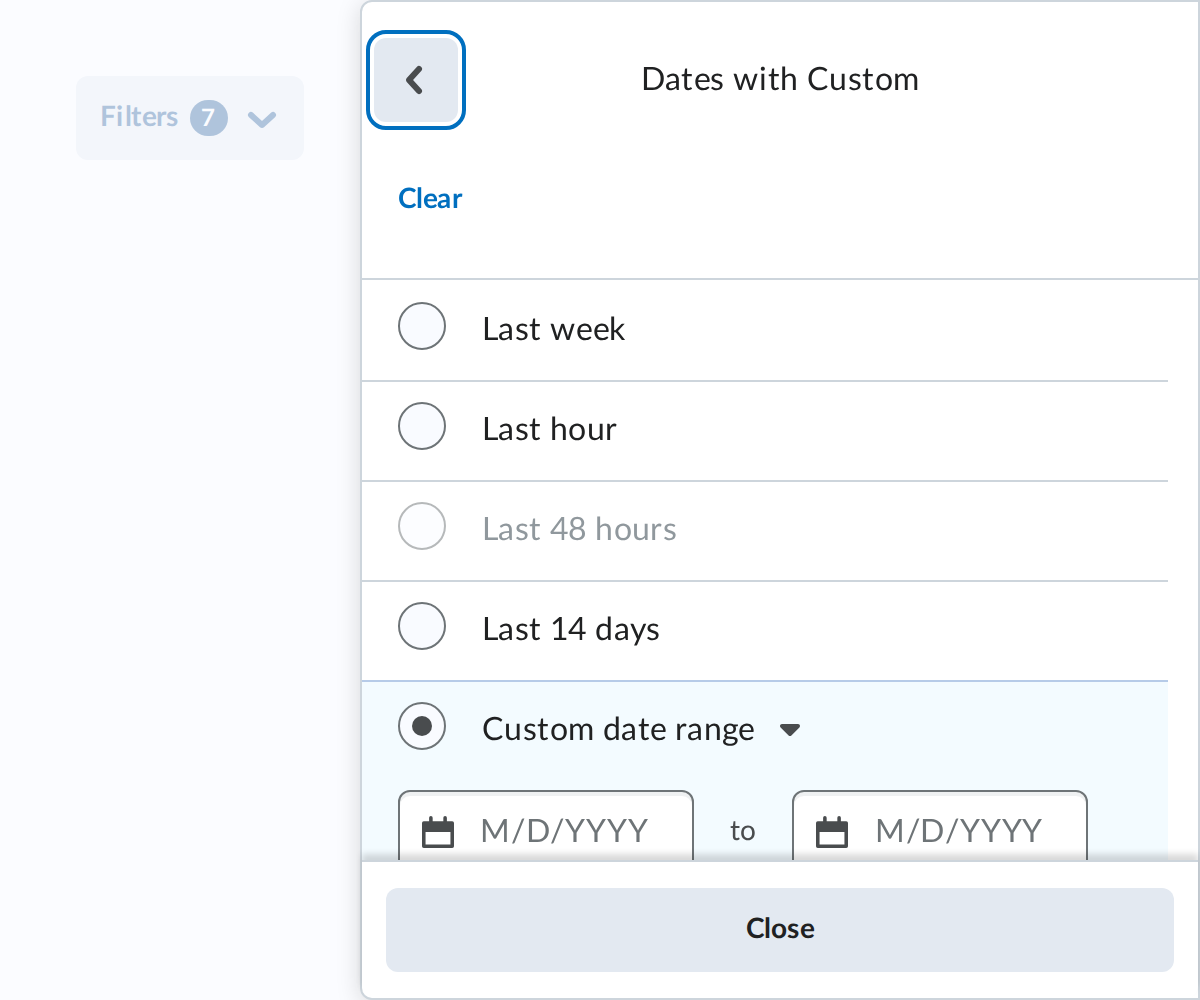 Dates with Custom
Filters 7
Clear
Last week
Last hour
Last 48 hours
Last 14 days
Custom date range
M/D/YYYY to M/D/YYYY
Close